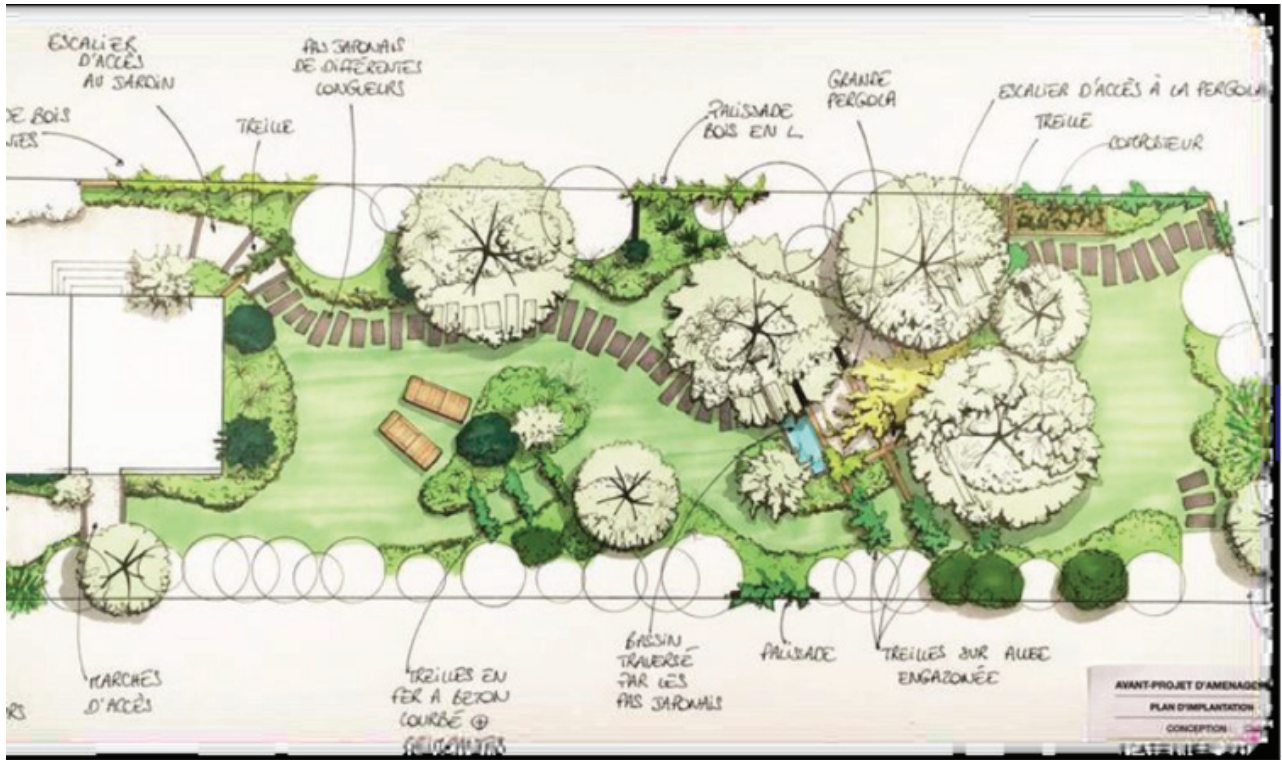 ESCALIER
D'ACCÈS
AU JARDIN
PAS JAPONAIS
DE DIFFÉRENTES
LONGUEURS
DE BOIS
TREILLE
PALISSADE
BOIS EN L
GRANDE
PERGOLA
ESCALIER D'ACCÈS À LA PERGOLA
TREILLE
COMPOSTEUR
MARCHES
D'ACCÈS
TREILLES EN
FER A BETON
COURBÉ
BASSIN
TRAVERSÉ
PAR LES
PAS JAPONAIS
PALISSADE
TREILLES SUR ALLEE
ENGAZONÉE
AVANT-PROJET D'AMENAGE
PLAN D'IMPLANTATION
CONCEPTION